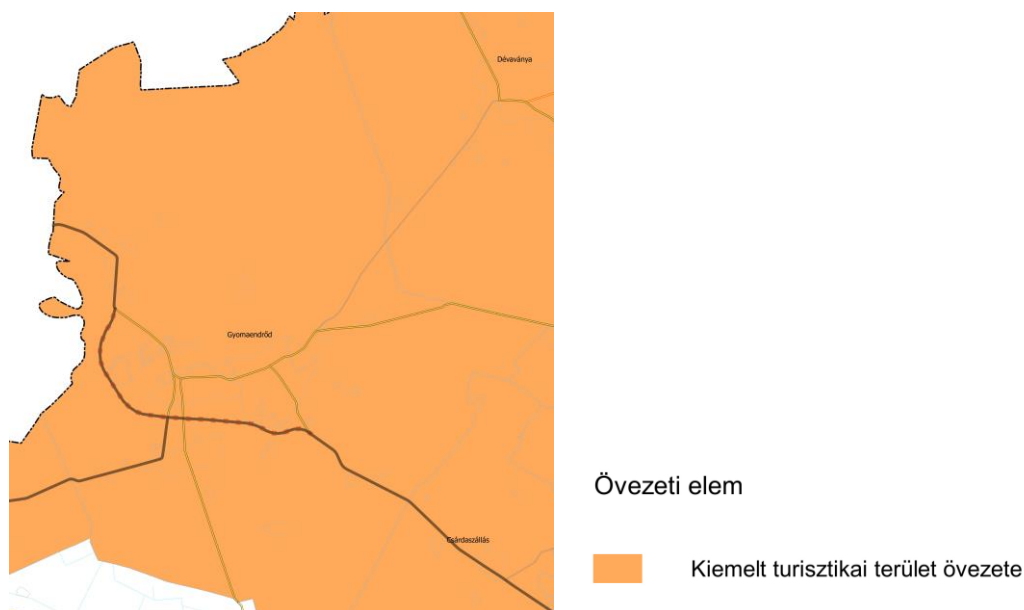 Dévaványa
Gyomaendrőd
Csárdaszállás
Övezeti elem
Kiemelt turisztikai terület övezete